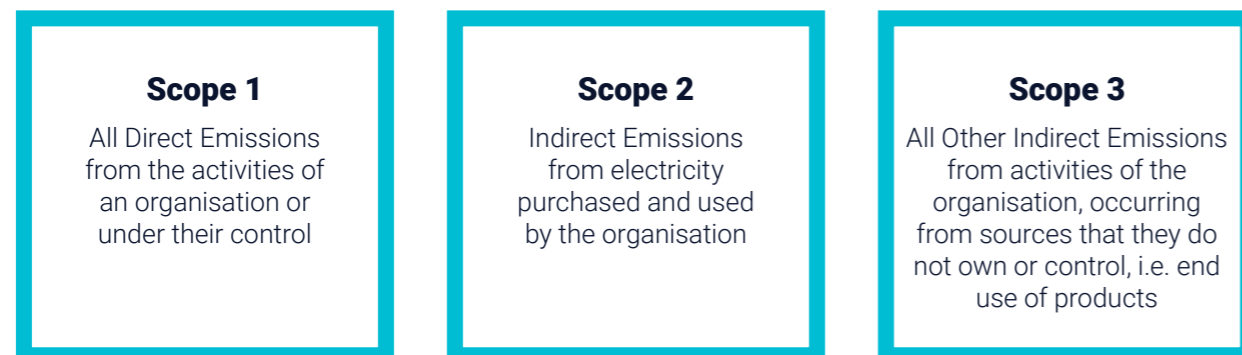 Scope 1
All Direct Emissions
from the activities of
an organisation or
under their control
Scope 2
Indirect Emissions
from electricity
purchased and used
by the organisation
Scope 3
All Other Indirect Emissions
from activities of the
organisation, occurring
from sources that they do
not own or control, i.e. end
use of products